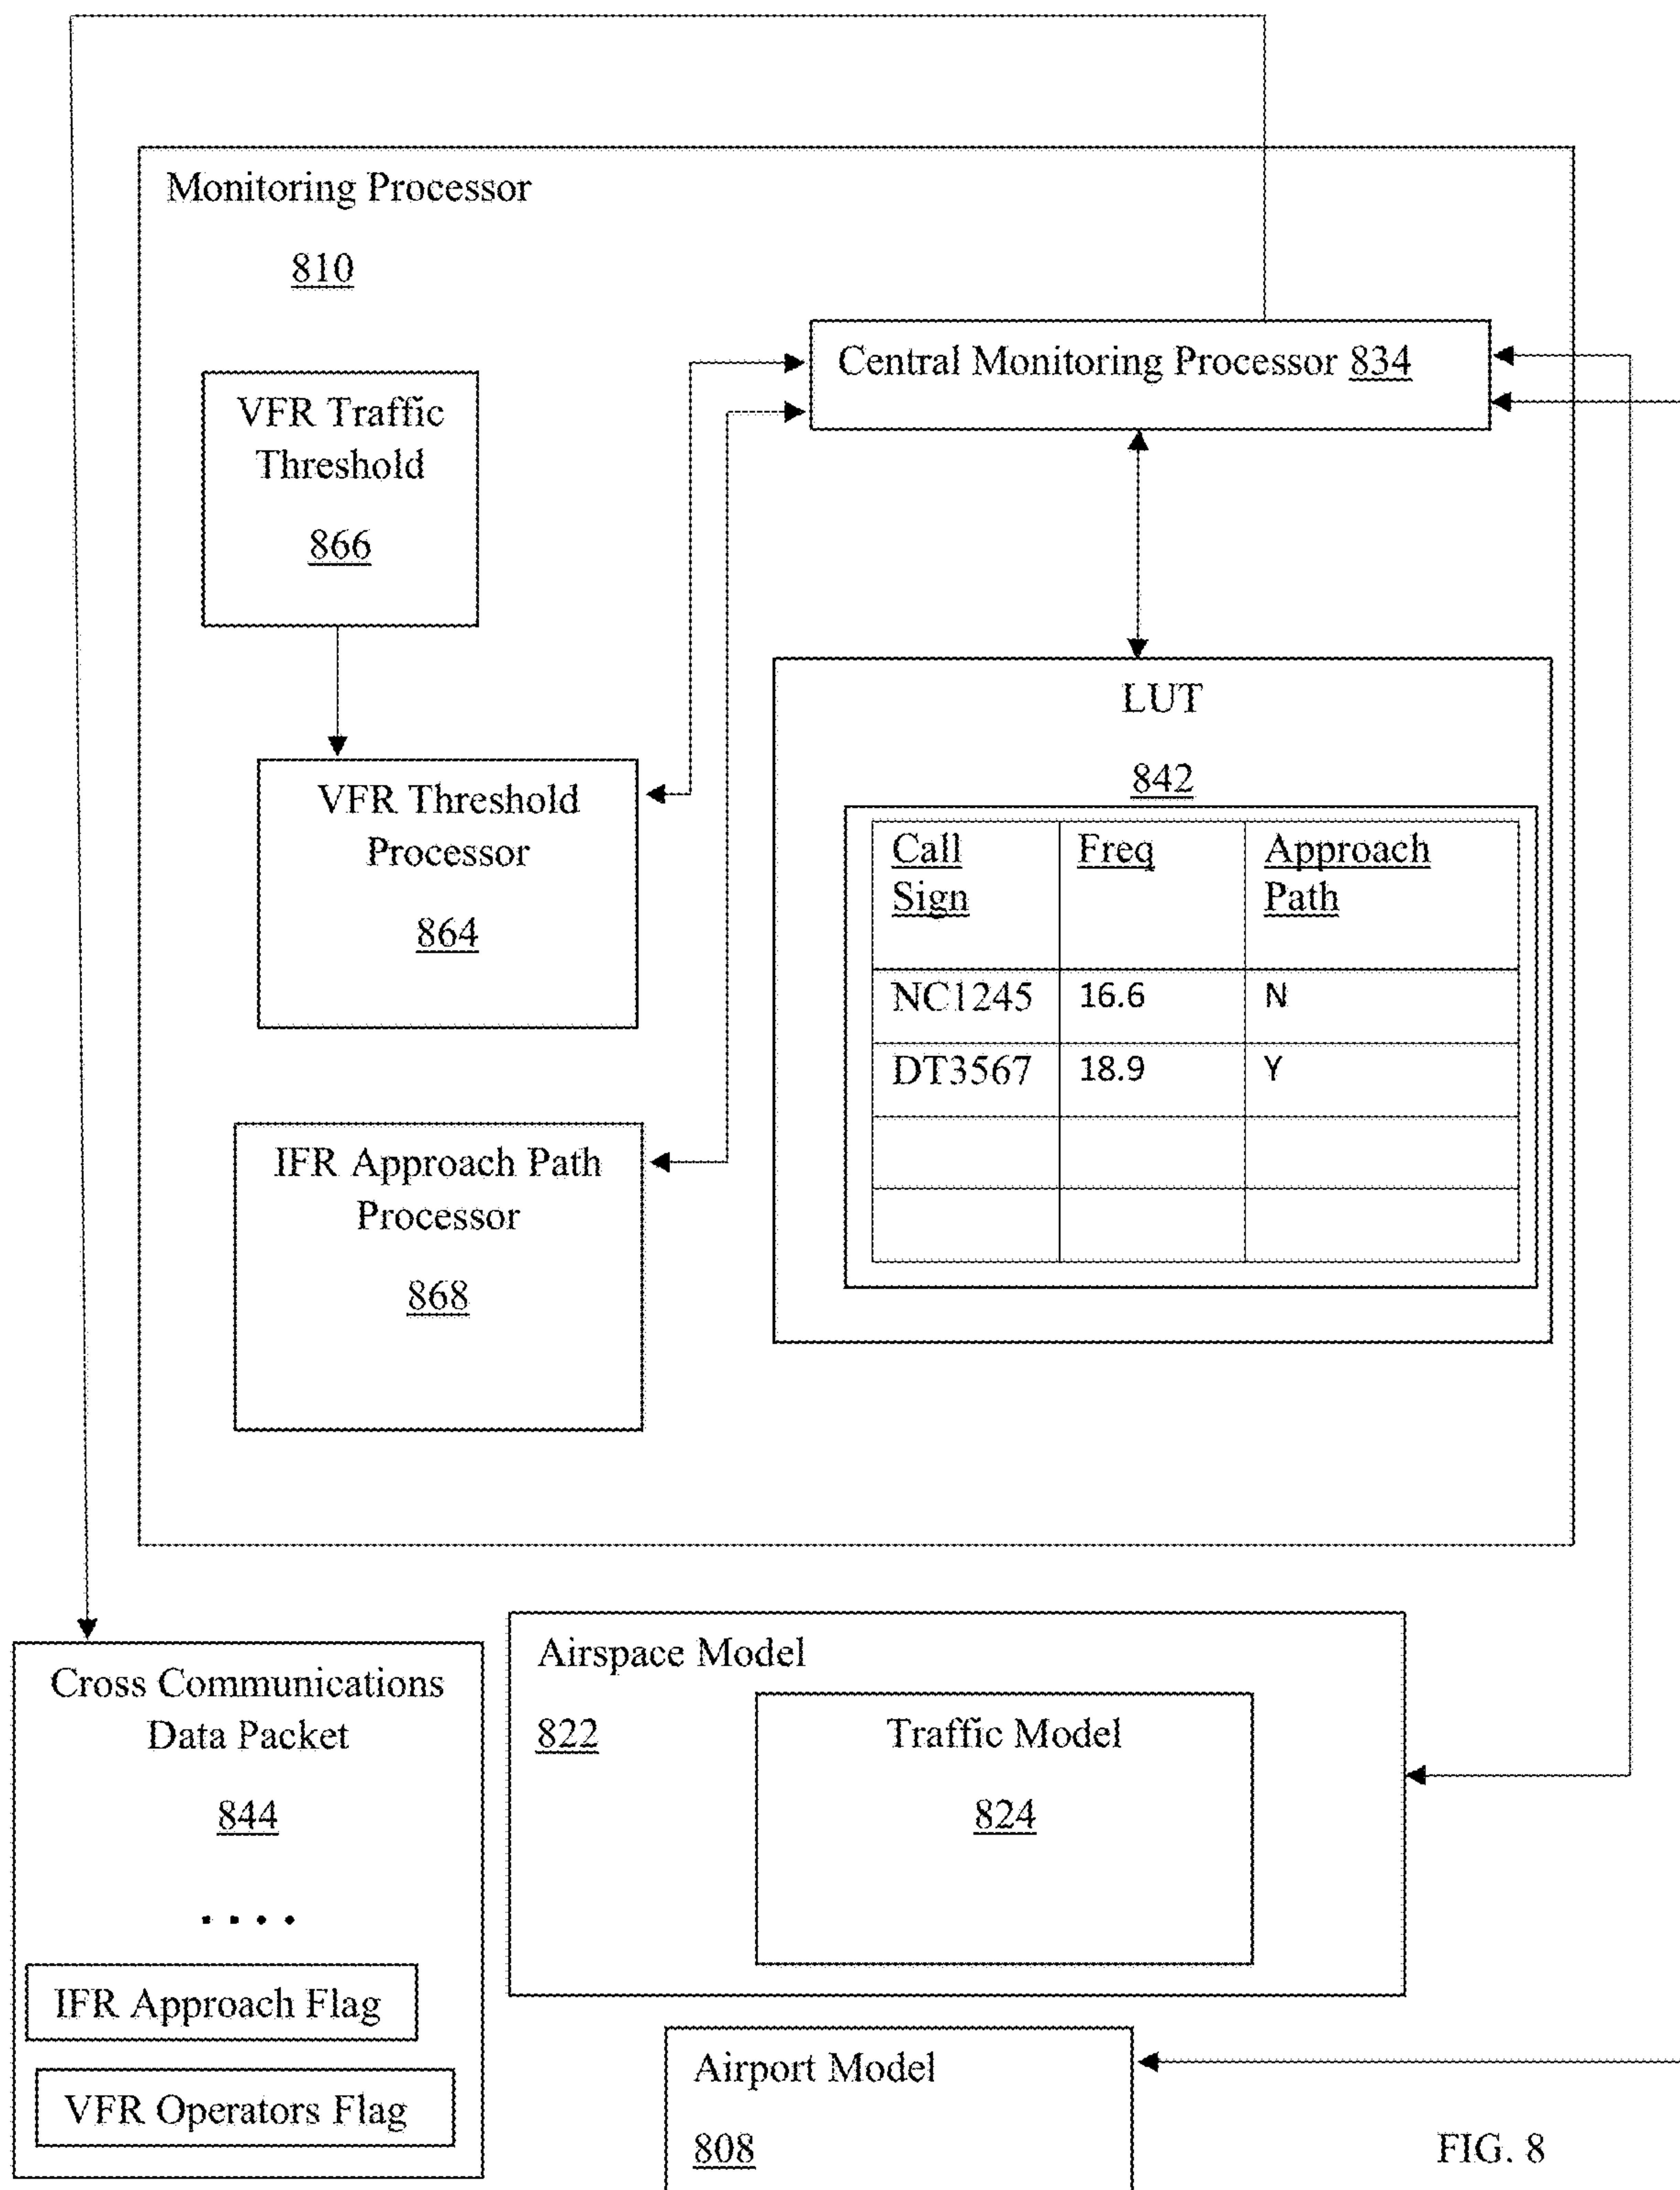 Monitoring Processor
810
Central Monitoring Processor 834
VFR Traffic
Threshold
866
VFR Threshold
Processor
864
IFR Approach Path
Processor
868
LUT
842
Call Sign Freq Approach Path
NC1245 16.6 N
DT3567 18.9 Y
Cross Communications
Data Packet
844
....
IFR Approach Flag
VFR Operators Flag
Airspace Model
822
Traffic Model
824
Airport Model
808
FIG. 8